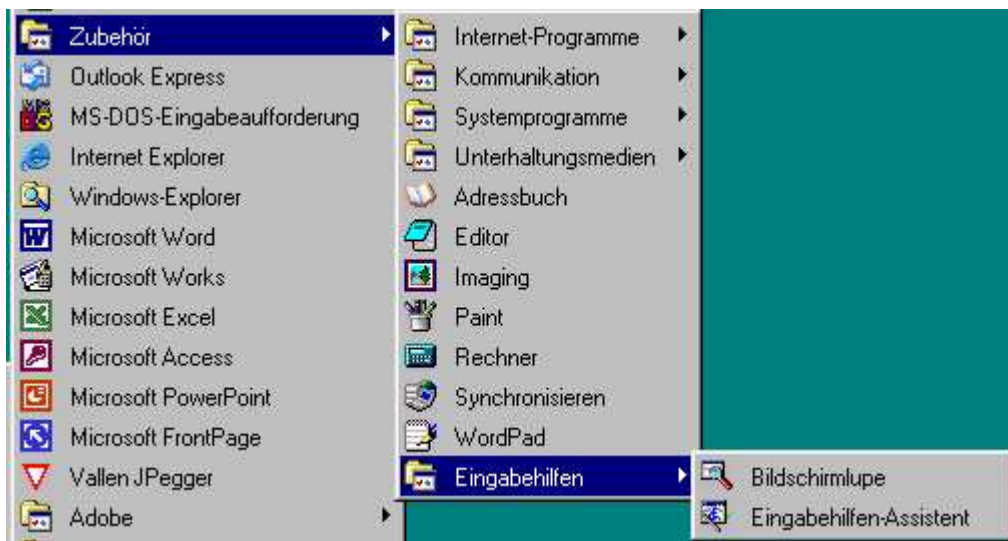 Zubehör
Outlook Express
MS-DOS-Eingabeaufforderung
Internet Explorer
Windows-Explorer
Microsoft Word
Microsoft Works
Microsoft Excel
Microsoft Access
Microsoft PowerPoint
Microsoft FrontPage
Vallen JPegger
Adobe
Internet-Programme
Kommunikation
Systemprogramme
Unterhaltungsmedien
Adressbuch
Editor
Imaging
Paint
Rechner
Synchronisieren
WordPad
Eingabehilfen
Bildschirmlupe
Eingabehilfen-Assistent